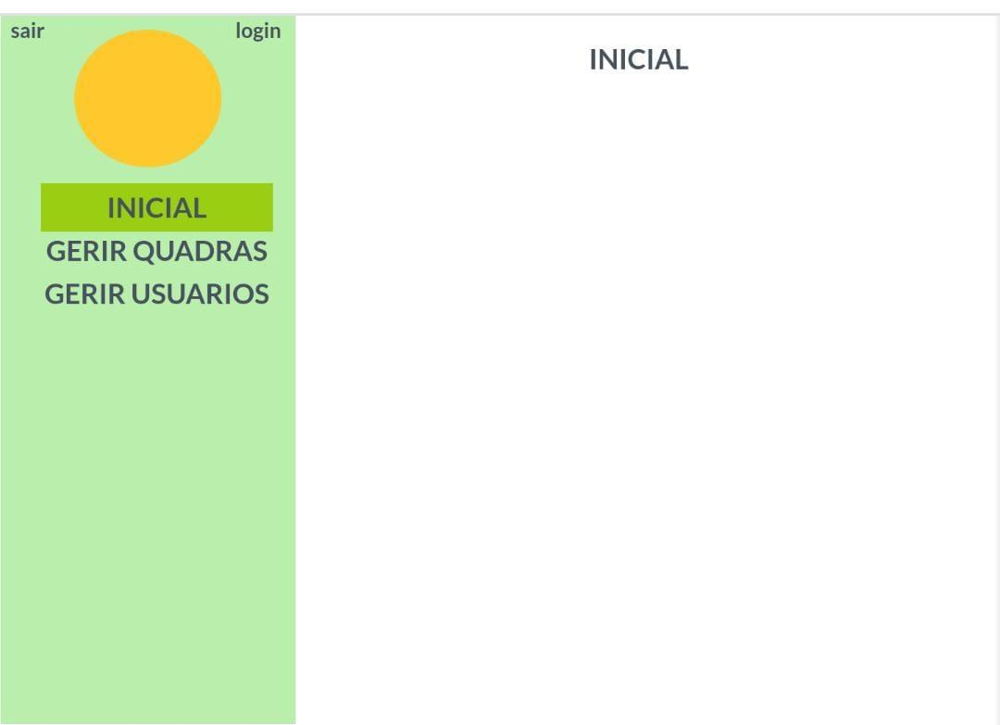 sair
login
INICIAL
GERIR QUADRAS
GERIR USUARIOS
INICIAL